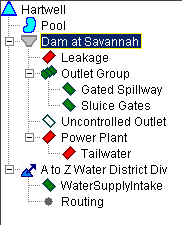 Hartwell
Pool
Dam at Savannah
Leakage
Outlet Group
Gated Spillway
Sluice Gates
Uncontrolled Outlet
Power Plant
Tailwater
A to Z Water District Div
WaterSupplyIntake
Routing